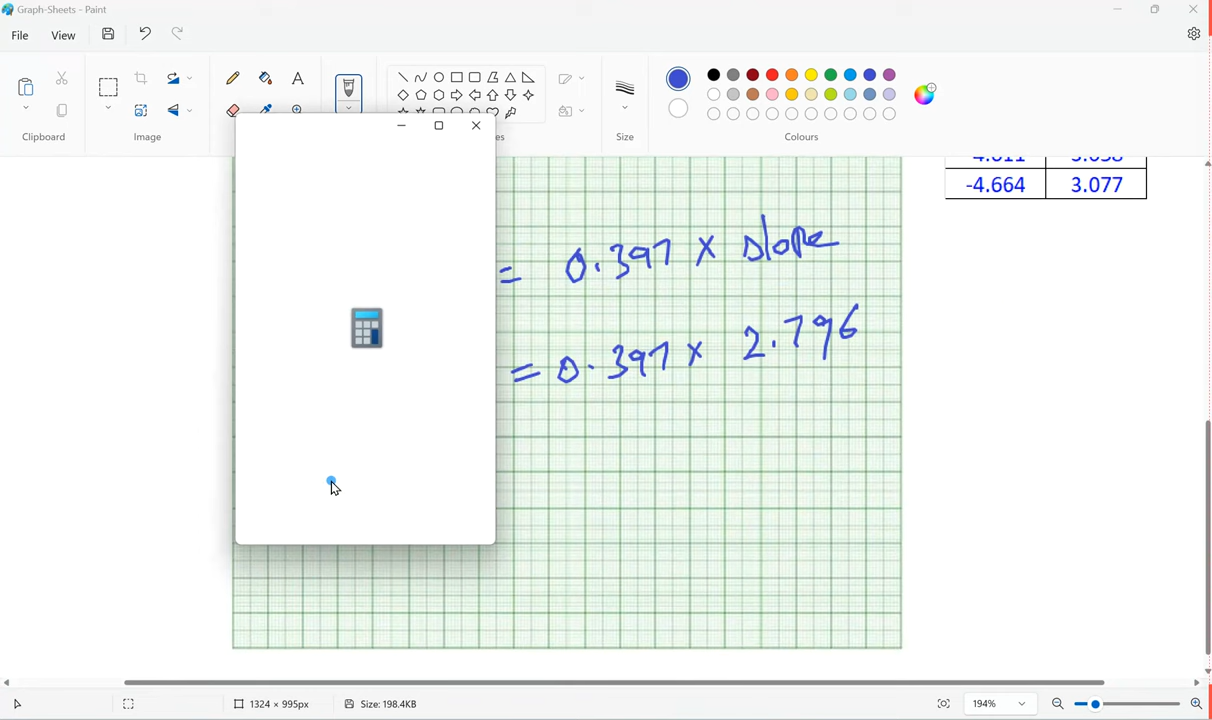 Graph-Sheets - Paint
File View
Clipboard
Image
Size
Colours
-4.664 3.077
= 0.397 × slope
= 0.397 × 2.796
1324 × 995px
Size: 198.4KB
194%